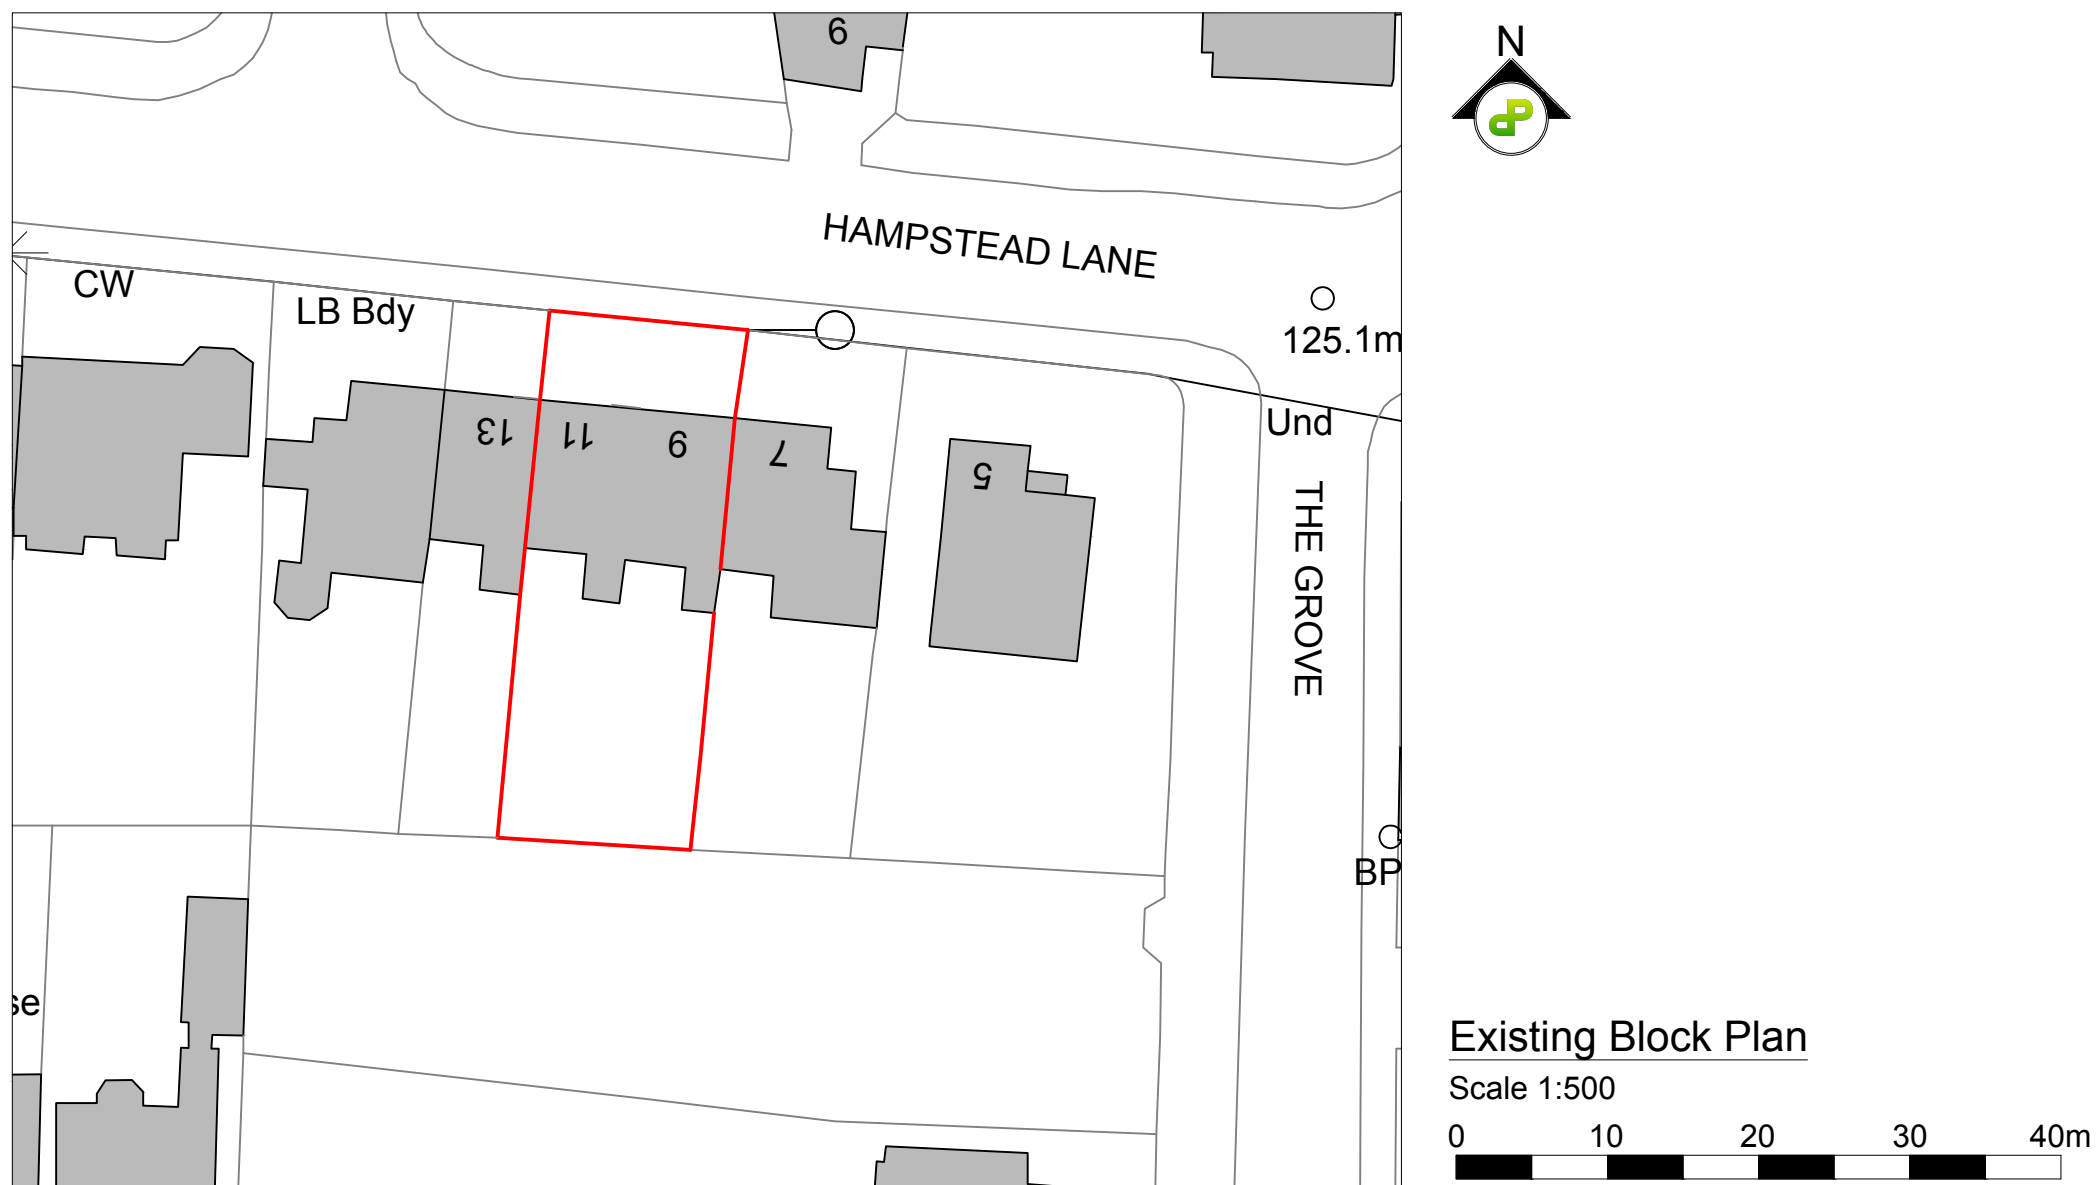 6
N
HAMPSTEAD LANE
CW
LB Bdy
125.1m
Und
13
11
9
7
5
THE GROVE
BP
se
Existing Block Plan
Scale 1:500
0 10 20 30 40m